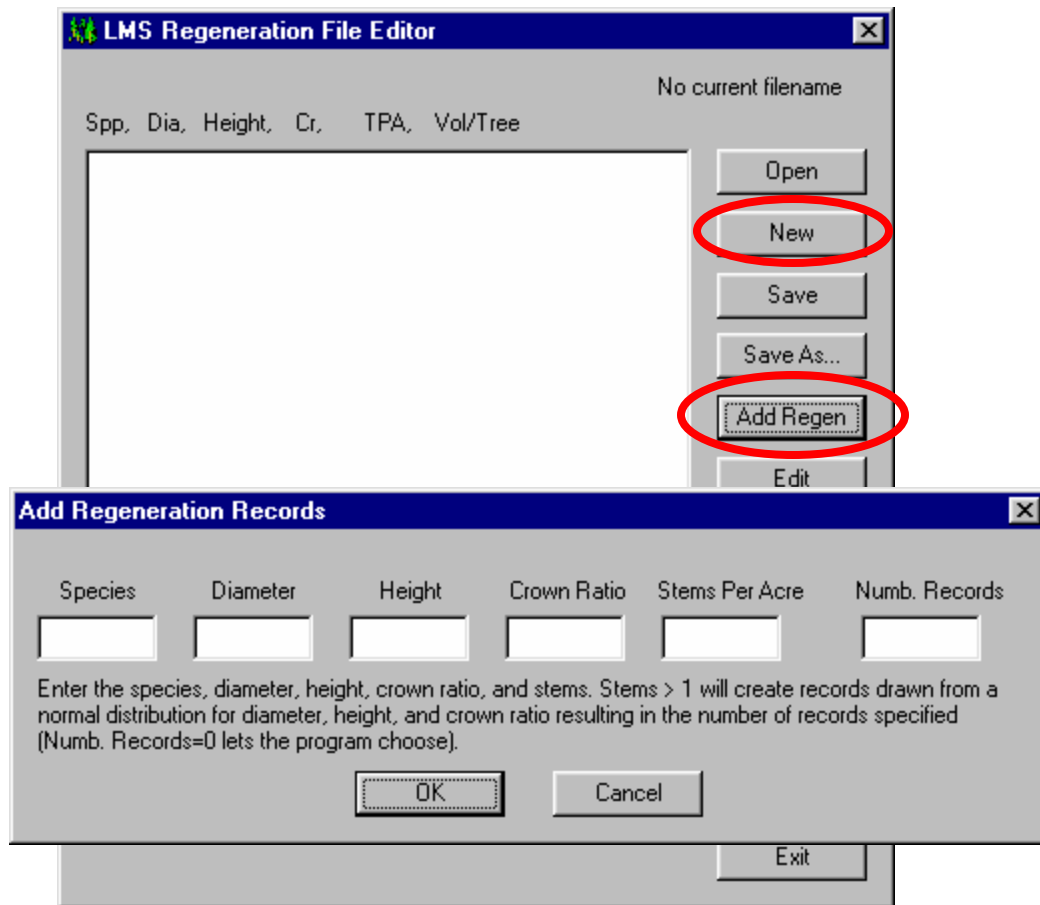 LMS Regeneration File Editor
No current filename
Spp, Dia, Height, Cr, TPA, Vol/Tree
Open
New
Save
Save As...
Add Regen
Edit
Add Regeneration Records
Species Diameter Height Crown Ratio Stems Per Acre Numb. Records
Enter the species, diameter, height, crown ratio, and stems. Stems > 1 will create records drawn from a
normal distribution for diameter, height, and crown ratio resulting in the number of records specified
(Numb. Records=0 lets the program choose).
OK Cancel
Exit